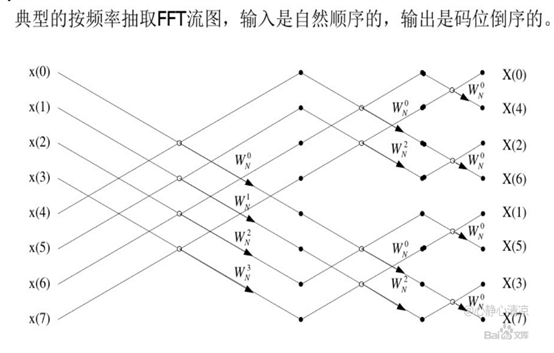 典型的按频率抽取FFT流图，输入是自然顺序的，输出是码位倒序的。
x(0) W_N^0 X(0)
x(1) W_N^0 X(4)
x(2) W_N^2 X(2)
x(3) W_N^0 W_N^0 X(6)
x(4) W_N^1 X(1)
x(5) W_N^2 W_N^0 W_N^0 X(5)
x(6) W_N^3 W_N^2 X(3)
x(7) W_N^0 X(7)
Bai 百科